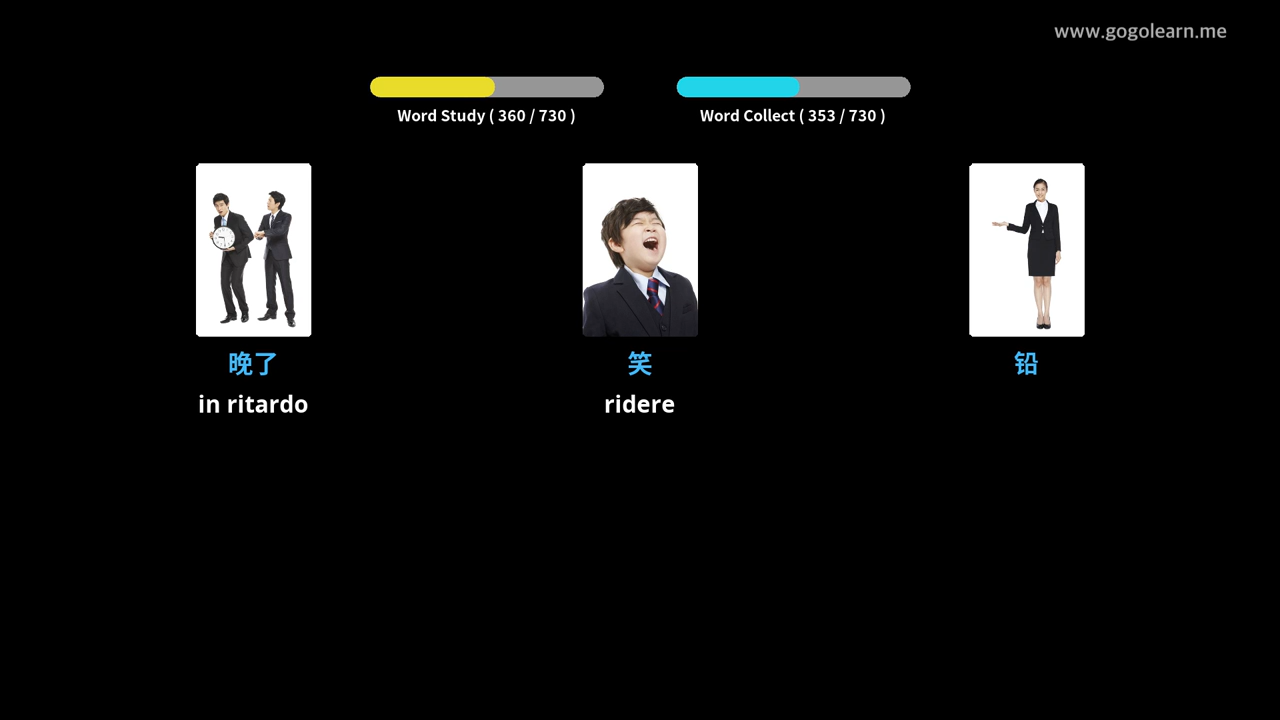 www.gogolearn.me
Word Study ( 360 / 730 )
Word Collect ( 353 / 730 )
晚了
笑
铅
in ritardo
ridere